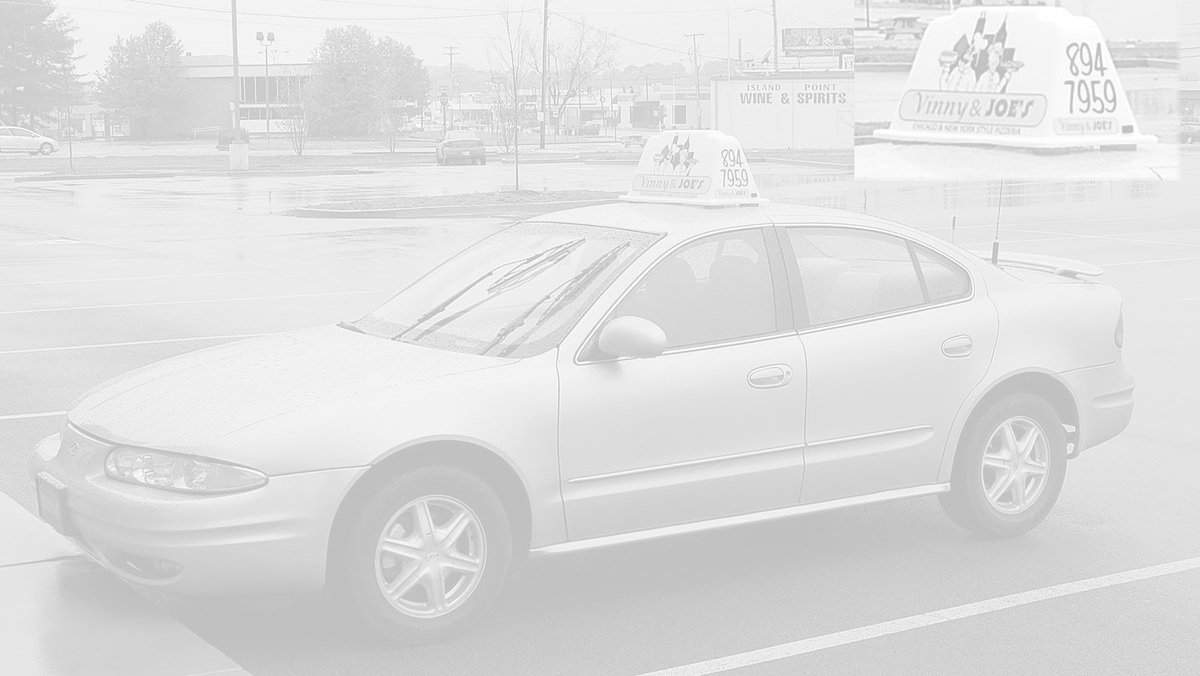 ISLAND POINT
WINE & SPIRITS
894
7959
Vinny & JOE'S
894
7959
Vinny & JOE'S
CHICAGO & NEW YORK STYLE PIZZERIA
Vinny & JOE'S